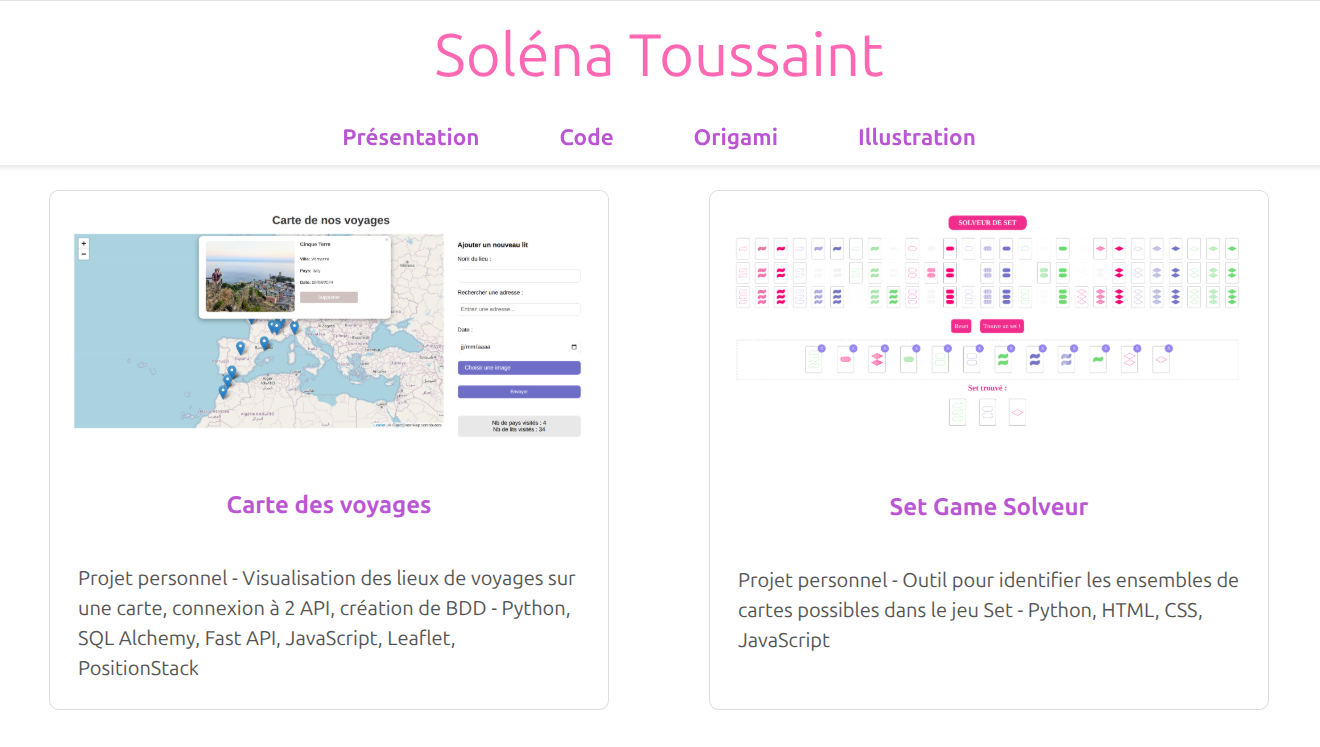 Soléna Toussaint
Présentation
Code
Origami
Illustration
Carte de nos voyages
+
−
Cinque Terre
Ville:
Pays:
Date:
Supprimer
Ajouter un nouveau lit
Nom du lieu :
Rechercher une adresse :
Entrer une adresse...
Date :
jj/mm/aaaa
Choisir une image
Envoyer
Nb de pays visités : 4
Nb de lits visités : 34
Carte des voyages
Projet personnel - Visualisation des lieux de voyages sur
une carte, connexion à 2 API, création de BDD - Python,
SQL Alchemy, Fast API, JavaScript, Leaflet,
PositionStack
SOLVEUR DE SET
Reset
Trouve un set !
Set trouvé :
Set Game Solveur
Projet personnel - Outil pour identifier les ensembles de
cartes possibles dans le jeu Set - Python, HTML, CSS,
JavaScript